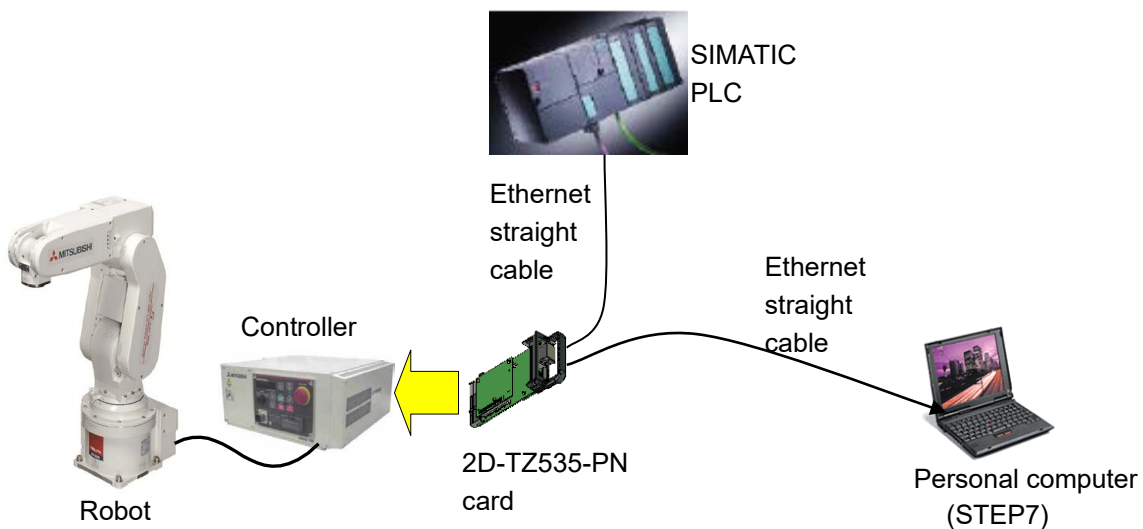 SIMATIC
PLC
Ethernet
straight
cable
Ethernet
straight
cable
Controller
MITSUBISHI
2D-TZ535-PN
card
Robot
Personal computer
(STEP7)